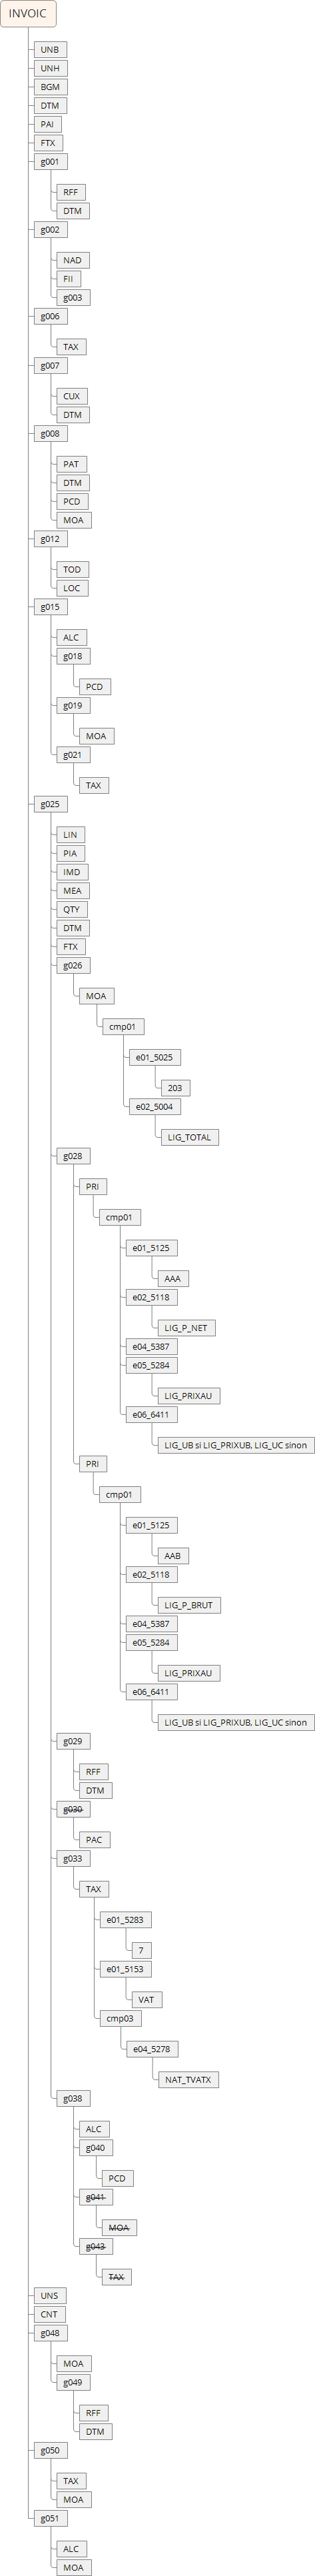 INVOIC
UNB
UNH
BGM
DTM
PAI
FTX
g001
RFF
DTM
g002
NAD
FII
g003
g006
TAX
g007
CUX
DTM
g008
PAT
DTM
PCD
MOA
g012
TOD
LOC
g015
ALC
g018
PCD
g019
MOA
g021
TAX
g025
LIN
PIA
IMD
MEA
QTY
DTM
FTX
g026
MOA
cmp01
e01_5025
203
e02_5004
LIG_TOTAL
g028
PRI
cmp01
e01_5125
AAA
e02_5118
LIG_P_NET
e04_5387
e05_5284
LIG_PRIXAU
e06_6411
LIG_UB si LIG_PRIXUB, LIG_UC sinon
PRI
cmp01
e01_5125
AAB
e02_5118
LIG_P_BRUT
e04_5387
e05_5284
LIG_PRIXAU
e06_6411
LIG_UB si LIG_PRIXUB, LIG_UC sinon
g029
RFF
DTM
g030
PAC
g033
TAX
e01_5283
7
e01_5153
VAT
cmp03
e04_5278
NAT_TVATX
g038
ALC
g040
PCD
g041
MOA
g043
TAX
UNS
CNT
g048
MOA
g049
RFF
DTM
g050
TAX
MOA
g051
ALC
MOA